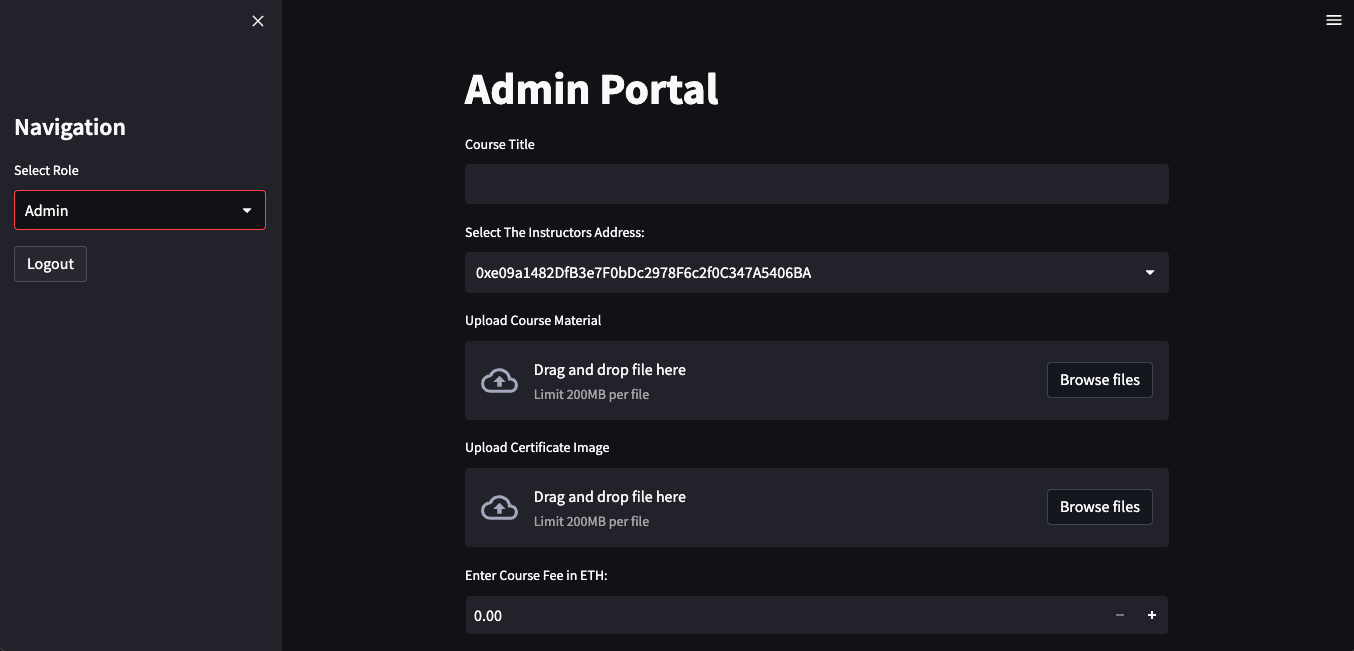 Navigation
Select Role
Admin
Logout
Admin Portal
Course Title
Select The Instructors Address:
0xe09a1482DfB3e7F0bDc2978F6c2f0C347A5406BA
Upload Course Material
Drag and drop file here
Limit 200MB per file
Browse files
Upload Certificate Image
Drag and drop file here
Limit 200MB per file
Browse files
Enter Course Fee in ETH:
0.00